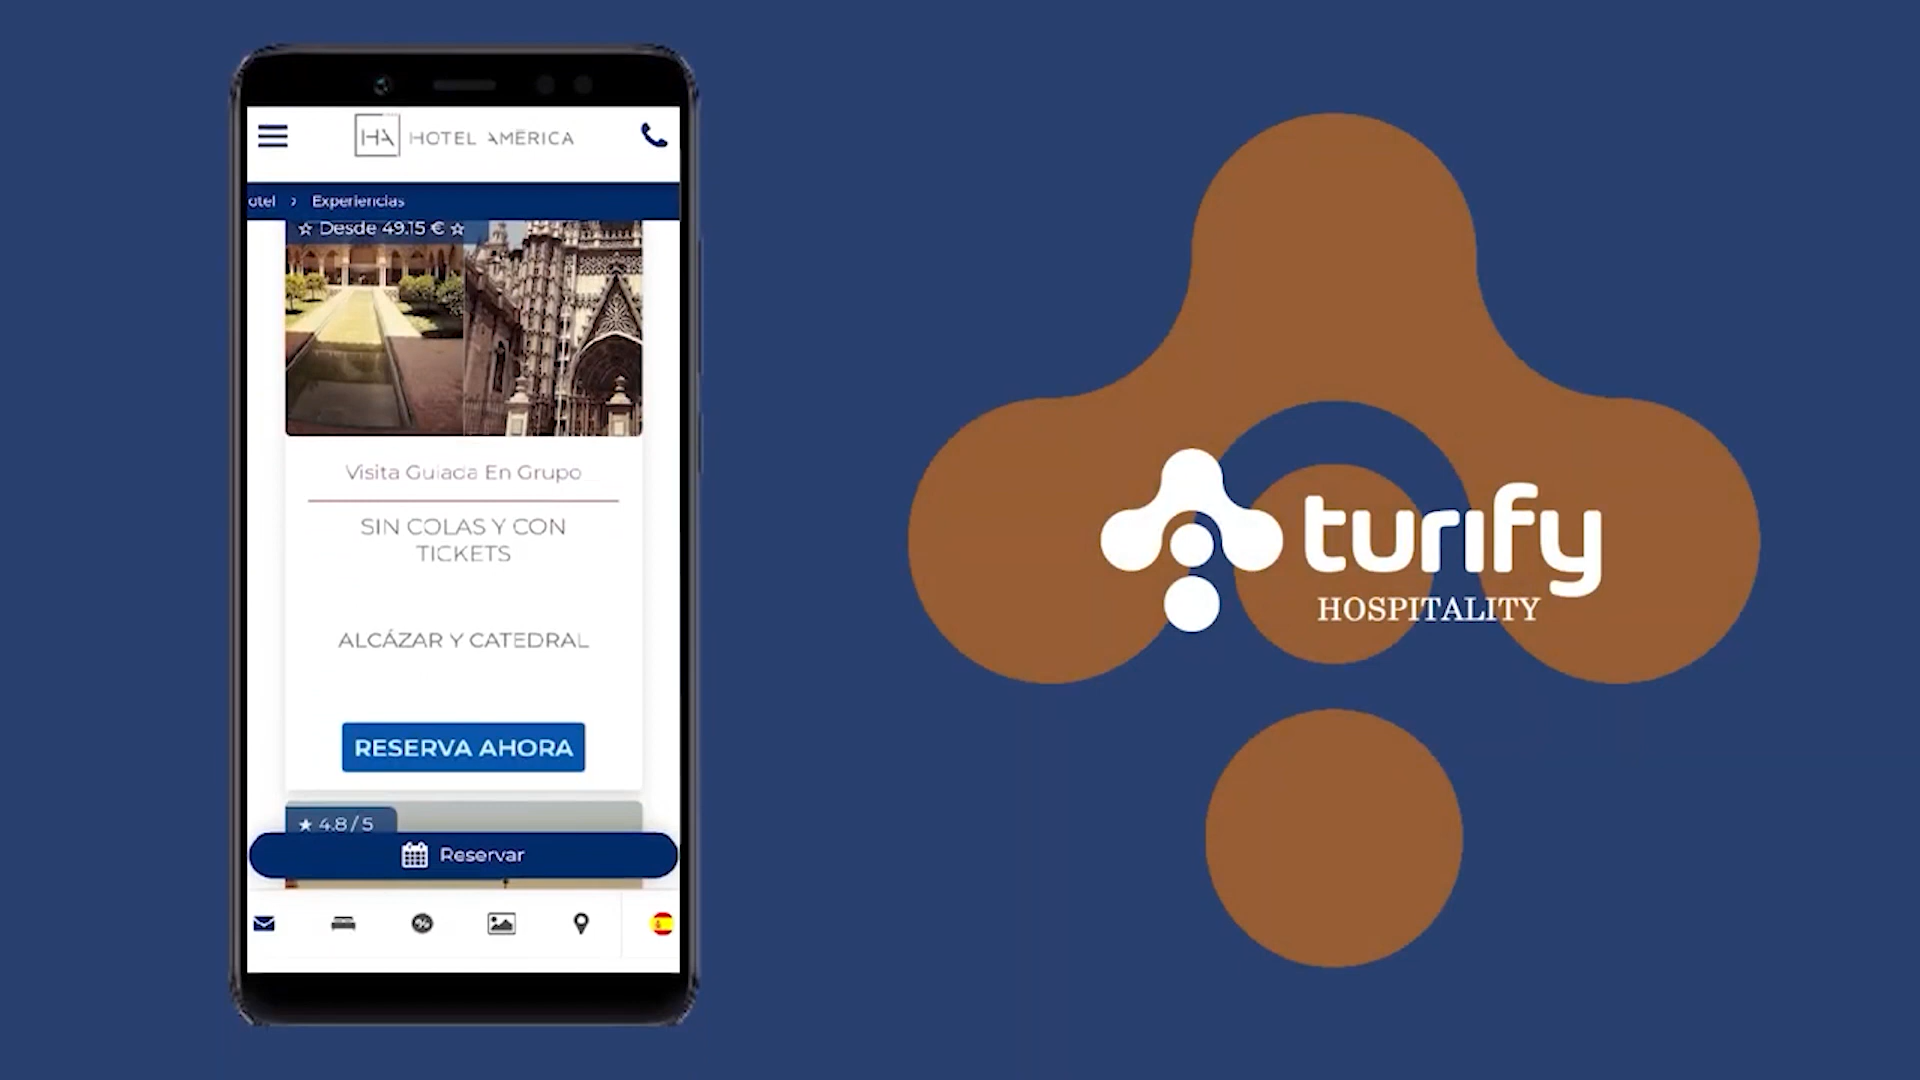 HA HOTEL AMÉRICA
otel › Experiencias
☆ Desde 49.15 € ☆
Visita Guiada En Grupo
SIN COLAS Y CON
TICKETS
ALCÁZAR Y CATEDRAL
RESERVA AHORA
★ 4.8 / 5
Reservar
turify
HOSPITALITY